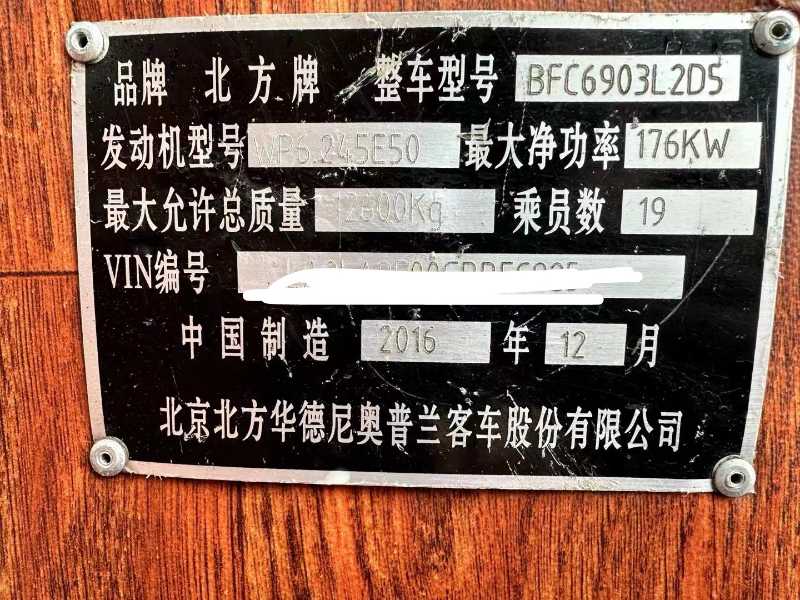 品牌 北方牌 整车型号 BFC6903L2D5
发动机型号 WP6.245E50 最大净功率 176KW
最大允许总质量 12800Kg 乘员数 19
VIN编号
中国制造 2016 年 12 月
北京北方华德尼奥普兰客车股份有限公司